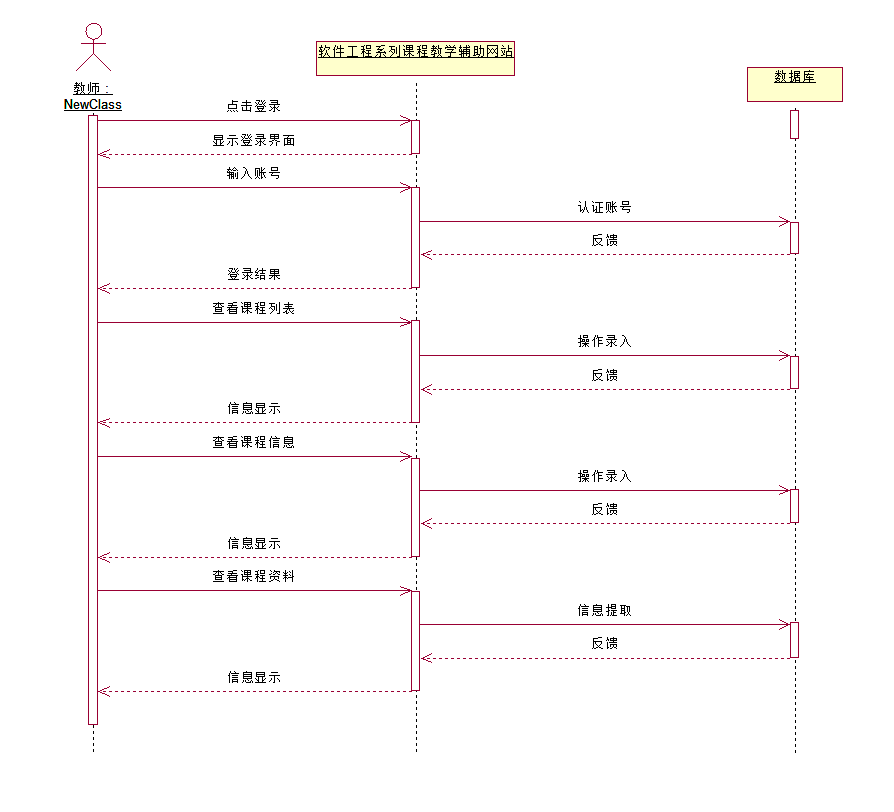 软件工程系列课程教学辅助网站
数据库
教师：
NewClass
点击登录
显示登录界面
输入账号
认证账号
反馈
登录结果
查看课程列表
操作录入
反馈
信息显示
查看课程信息
操作录入
反馈
信息显示
查看课程资料
信息提取
反馈
信息显示